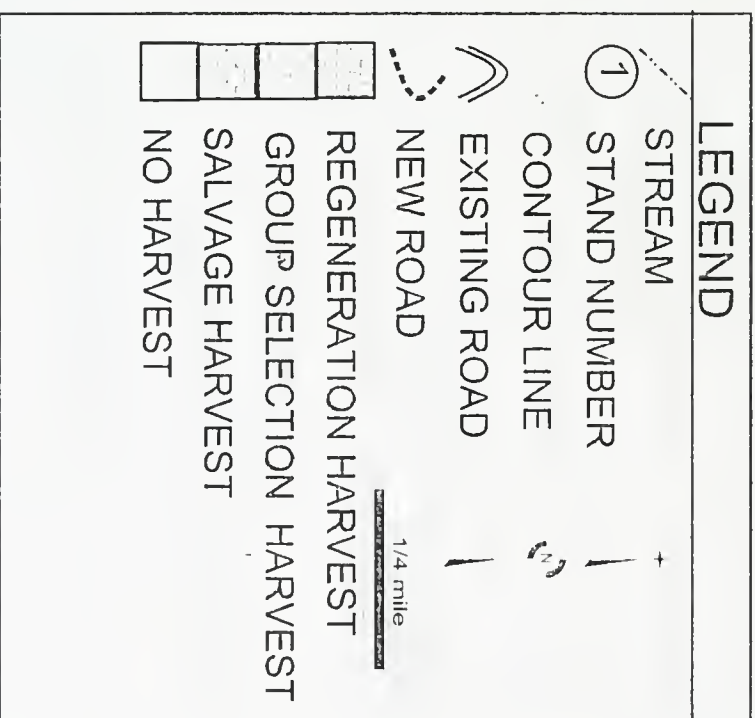 LEGEND
STREAM
1 STAND NUMBER
CONTOUR LINE
EXISTING ROAD
NEW ROAD
REGENERATION HARVEST
GROUP SELECTION HARVEST
SALVAGE HARVEST
NO HARVEST
N
1/4 mile